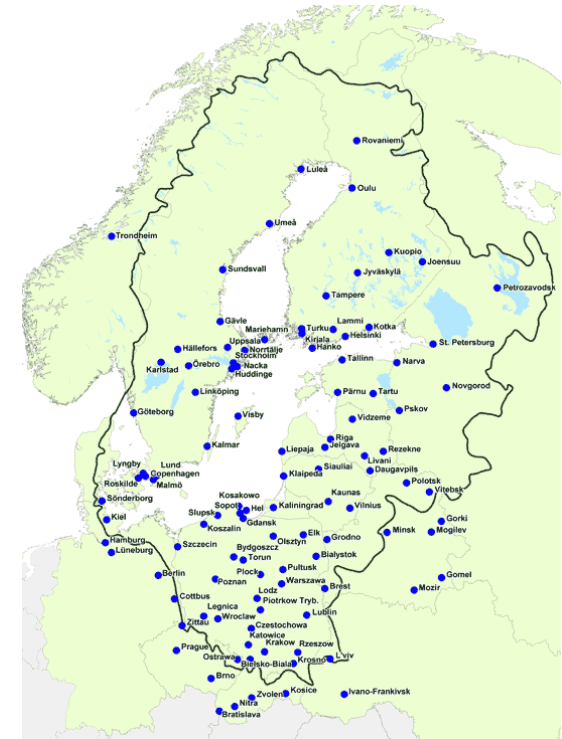 Rovaniemi
Luleå
Oulu
Umeå
Trondheim
Kuopio
Joensuu
Sundsvall
Jyväskylä
Petrozavodsk
Tampere
Gävle
Mariehamn
Turku
Lammi
Kotka
Uppsala
Kirjala
Helsinki
St. Petersburg
Hällefors
Norrtälje
Hanko
Stockholm
Karlstad
Örebro
Nacka
Tallinn
Narva
Huddinge
Linköping
Pärnu
Tartu
Novgorod
Göteborg
Visby
Vidzeme
Pskov
Kalmar
Riga
Liepaja
Jelgava
Rezekne
Lyngby
Lund
Livani
Copenhagen
Siauliai
Daugavpils
Roskilde
Malmö
Klaipeda
Polotsk
Vitebsk
Sönderborg
Kosakowo
Kaunas
Sopot
Hel
Kaliningrad
Vilnius
Kiel
Slupsk
Gdansk
Gorki
Koszalin
Minsk
Mogilev
Hamburg
Szczecin
Bydgoszcz
Olsztyn
Elk
Grodno
Lüneburg
Torun
Bialystok
Berlin
Plock
Pultusk
Gomel
Poznan
Warszawa
Brest
Mozir
Cottbus
Lodz
Legnica
Piotrkow Tryb.
Zittau
Wroclaw
Lublin
Czestochowa
Katowice
Prague
Krakow
Rzeszow
Ostrawa
Bielsko-Biala
Krosno
L'viv
Brno
Zvolen
Kosice
Ivano-Frankivsk
Nitra
Bratislava